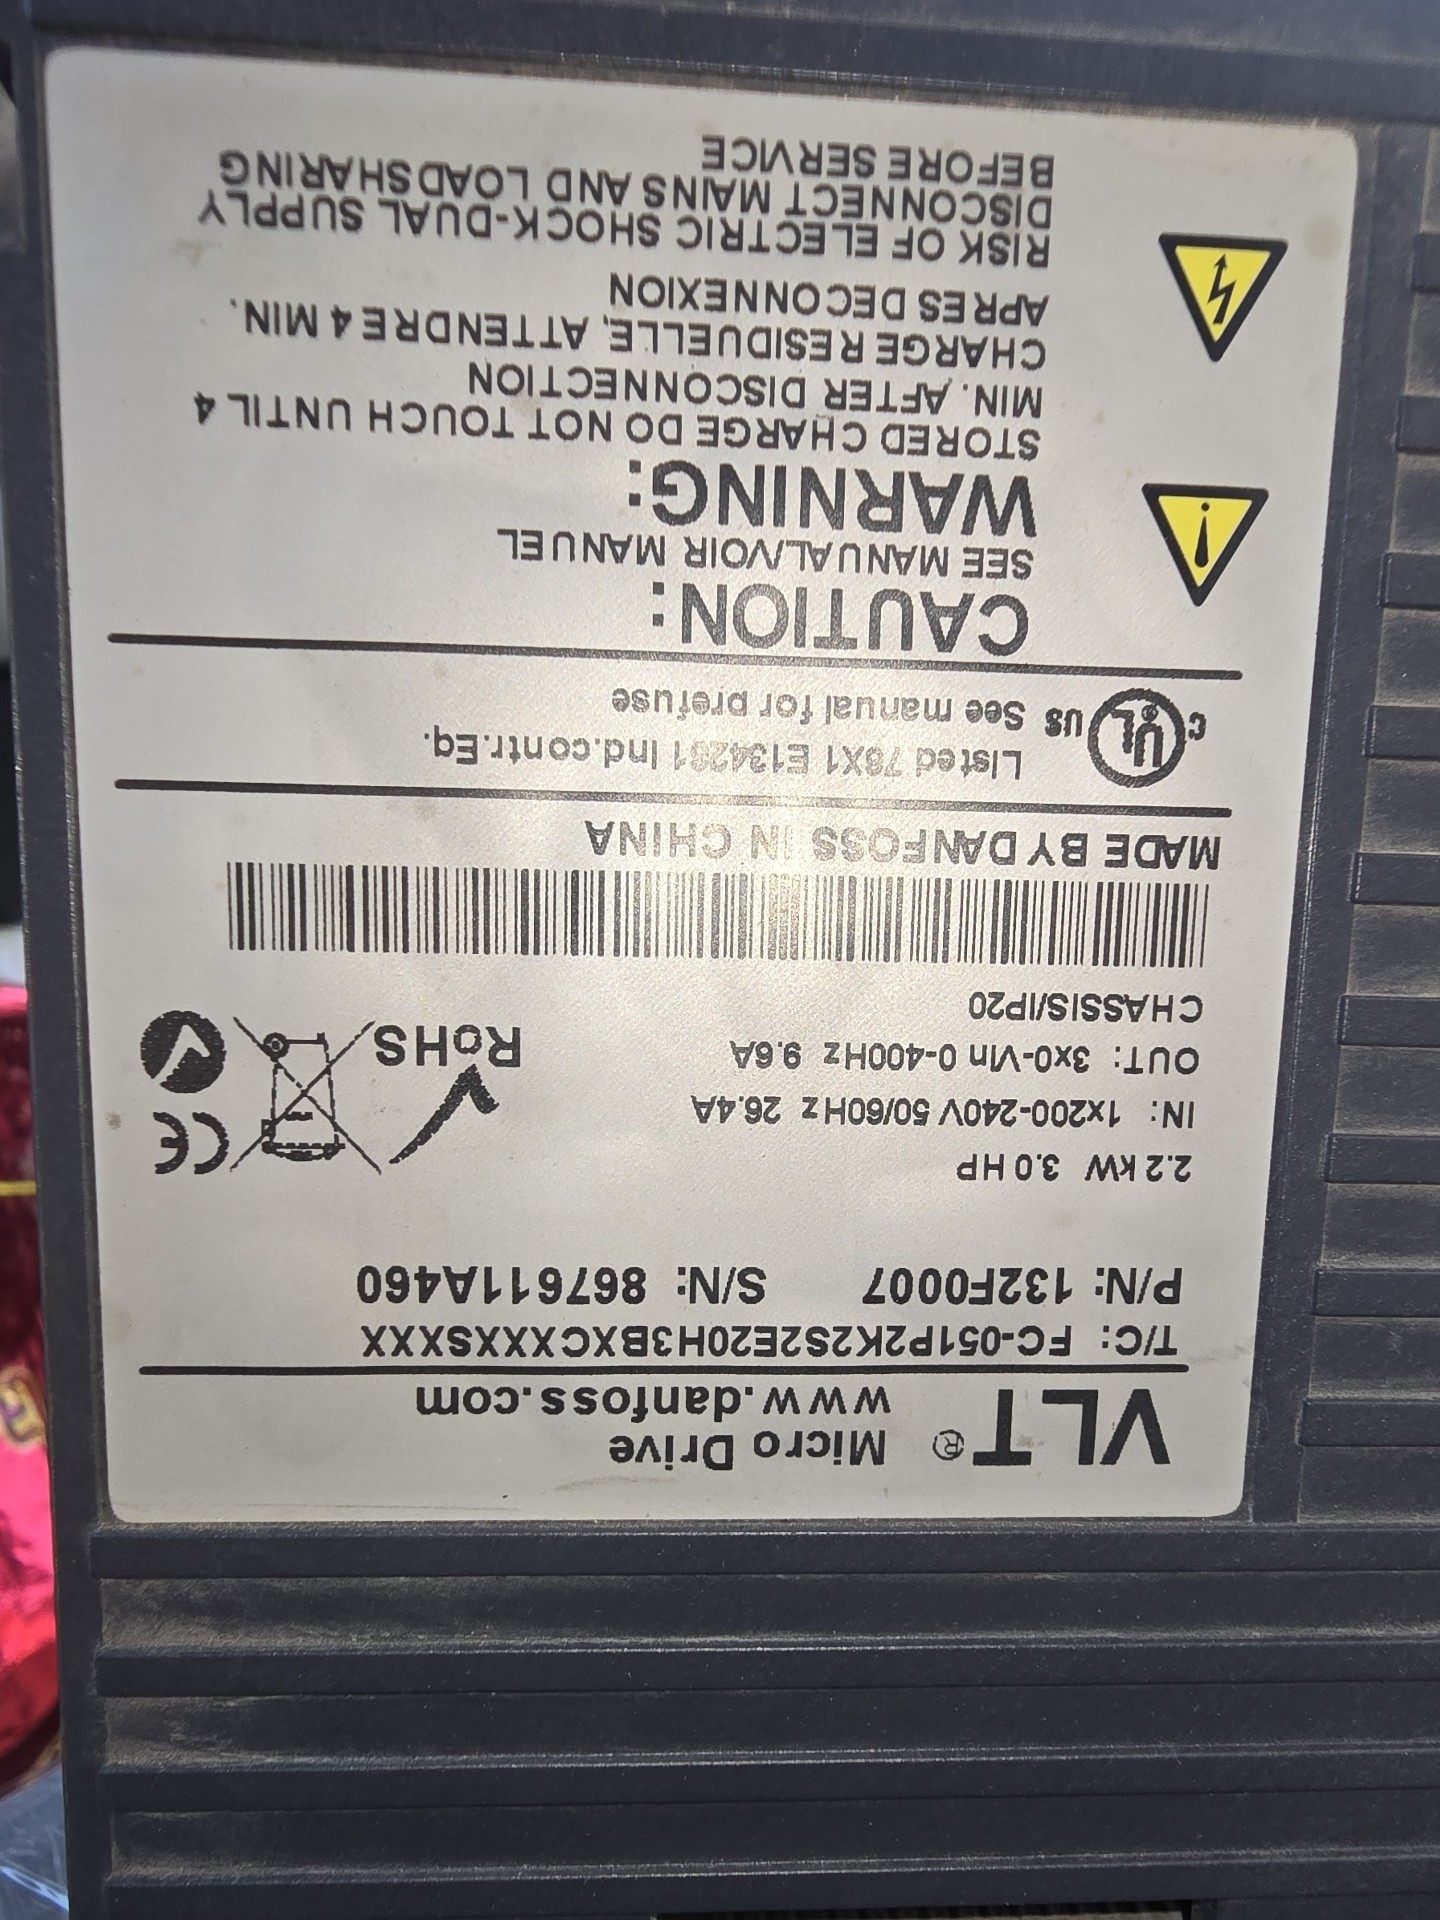 VLT® Micro Drive
www.danfoss.com
T/C: FC-051P2K2S2E20H3BXCXXXSXXX
P/N: 132F0007 S/N: 867611A460
2.2 kW 3.0 HP
IN: 1x200-240V 50/60Hz 26.4A
OUT: 3x0-Vin 0-400Hz 9.6A
CHASSIS/IP20
CE
RoHS
MADE BY DANFOSS IN CHINA
C UL US
Listed 76X1 E134261 Ind.contr.Eq.
See manual for prefuse
CAUTION:
SEE MANUAL/VOIR MANUEL
WARNING:
STORED CHARGE DO NOT TOUCH UNTIL 4
MIN. AFTER DISCONNECTION
CHARGE RESIDUELLE, ATTENDRE 4 MIN.
APRES DECONNEXION
RISK OF ELECTRIC SHOCK-DUAL SUPPLY
DISCONNECT MAINS AND LOADSHARING
BEFORE SERVICE